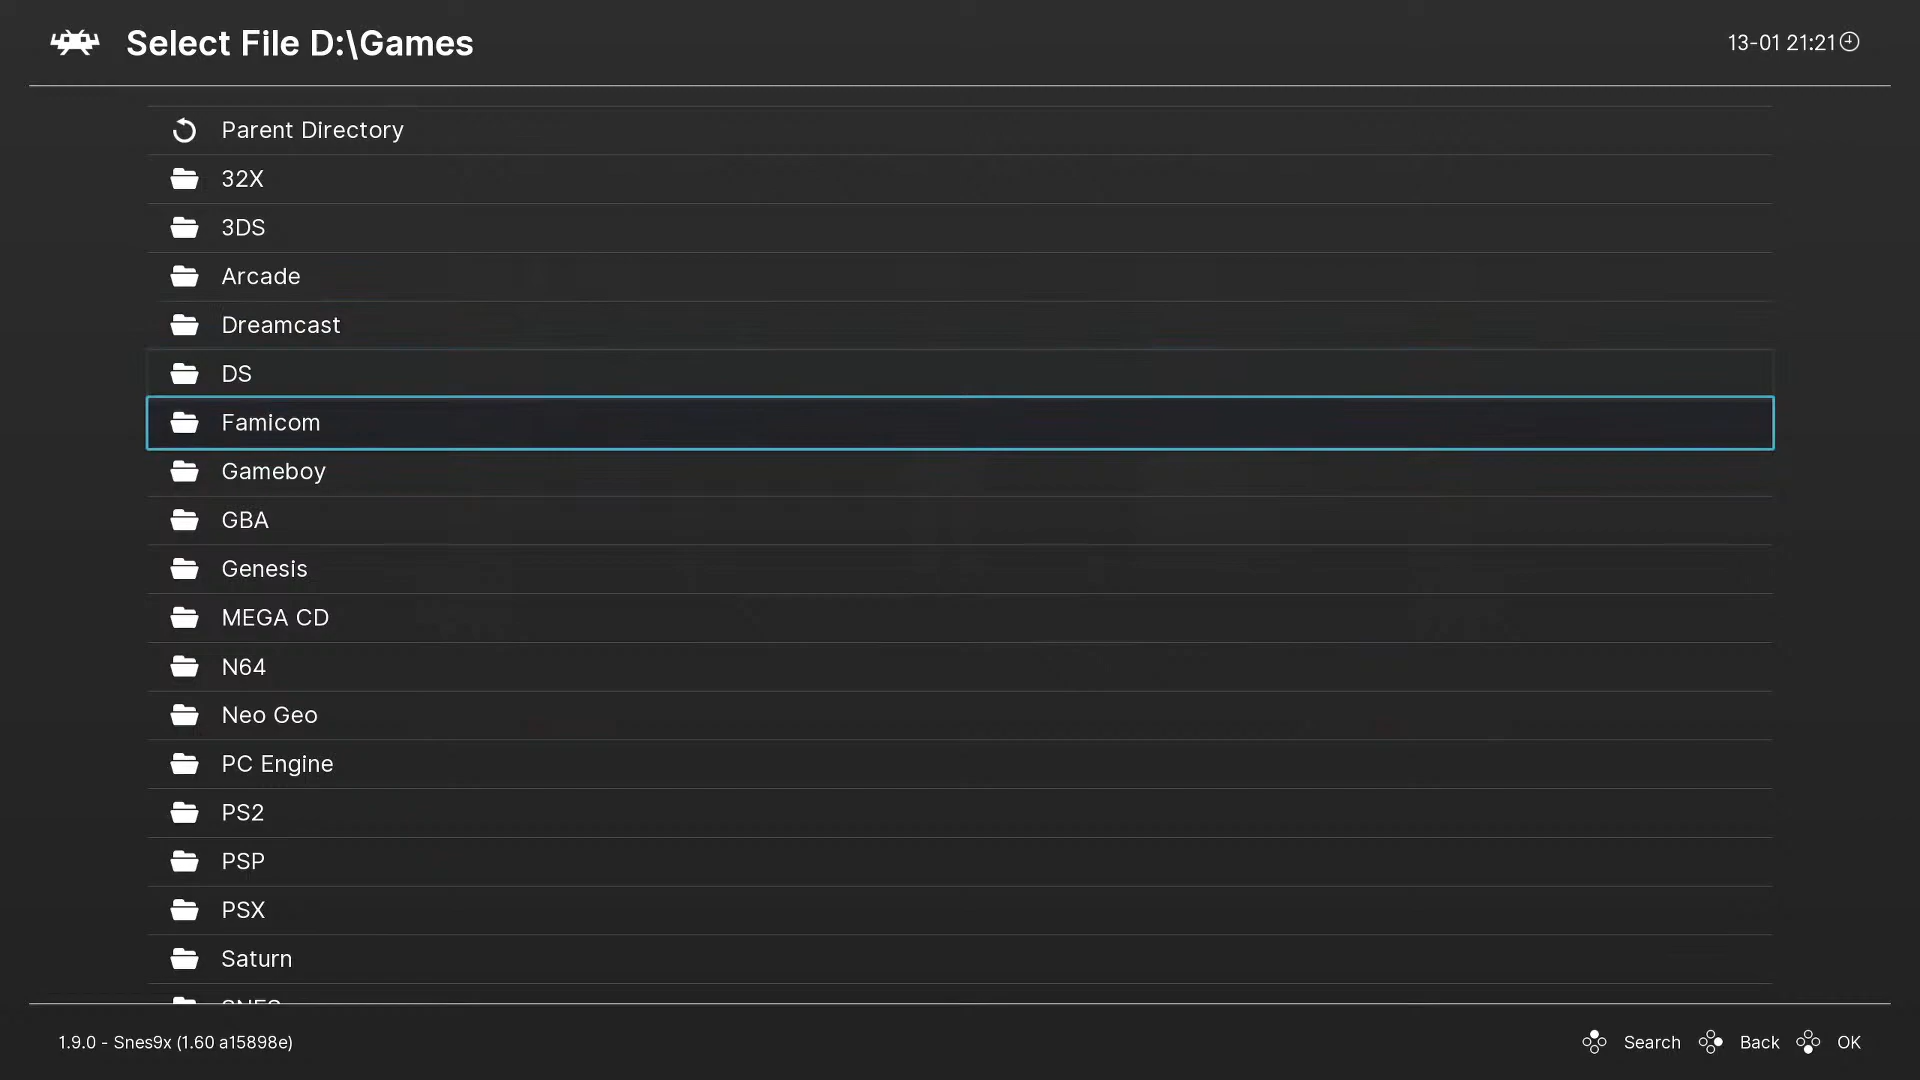 Select File D:\Games
13-01 21:21
Parent Directory
32X
3DS
Arcade
Dreamcast
DS
Famicom
Gameboy
GBA
Genesis
MEGA CD
N64
Neo Geo
PC Engine
PS2
PSP
PSX
Saturn
1.9.0 - Snes9x (1.60 a15898e)
Search Back OK